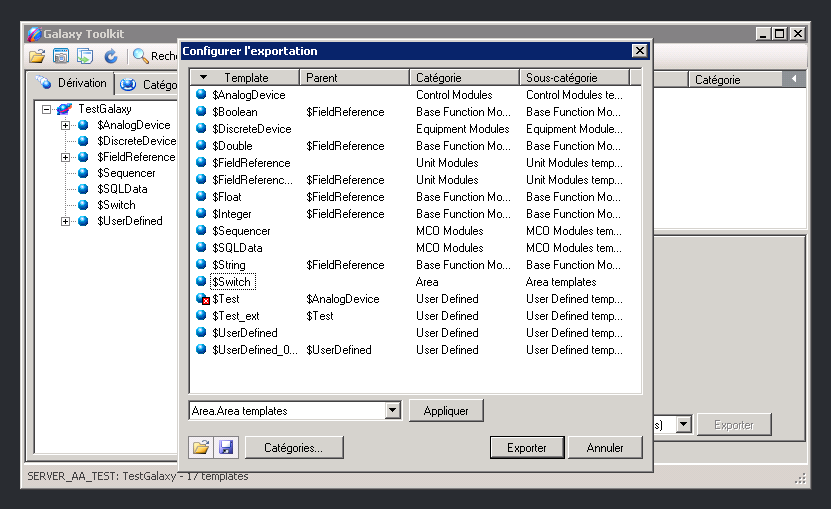 Galaxy Toolkit
Rech
Dérivation
Catégo
TestGalaxy
$AnalogDevice
$DiscreteDevice
$FieldReference
$Sequencer
$SQLData
$Switch
$UserDefined
Configurer l'exportation
Template Parent Catégorie Sous-catégorie
$AnalogDevice Control Modules Control Modules te...
$Boolean $FieldReference Base Function Mo... Base Function Mo...
$DiscreteDevice Equipment Modules Equipment Module...
$Double $FieldReference Base Function Mo... Base Function Mo...
$FieldReference Unit Modules Unit Modules temp...
$FieldReferenc... $FieldReference Unit Modules Unit Modules temp...
$Float $FieldReference Base Function Mo... Base Function Mo...
$Integer $FieldReference Base Function Mo... Base Function Mo...
$Sequencer MCO Modules MCO Modules tem...
$SQLData MCO Modules MCO Modules tem...
$String $FieldReference Base Function Mo... Base Function Mo...
$Switch Area Area templates
$Test $AnalogDevice User Defined User Defined temp...
$Test_ext $Test User Defined User Defined temp...
$UserDefined User Defined User Defined temp...
$UserDefined_0... $UserDefined User Defined User Defined temp...
Area.Area templates
Appliquer
Catégories...
Exporter
Annuler
Catégorie
s)
Exporter
SERVER_AA_TEST: TestGalaxy - 17 templates